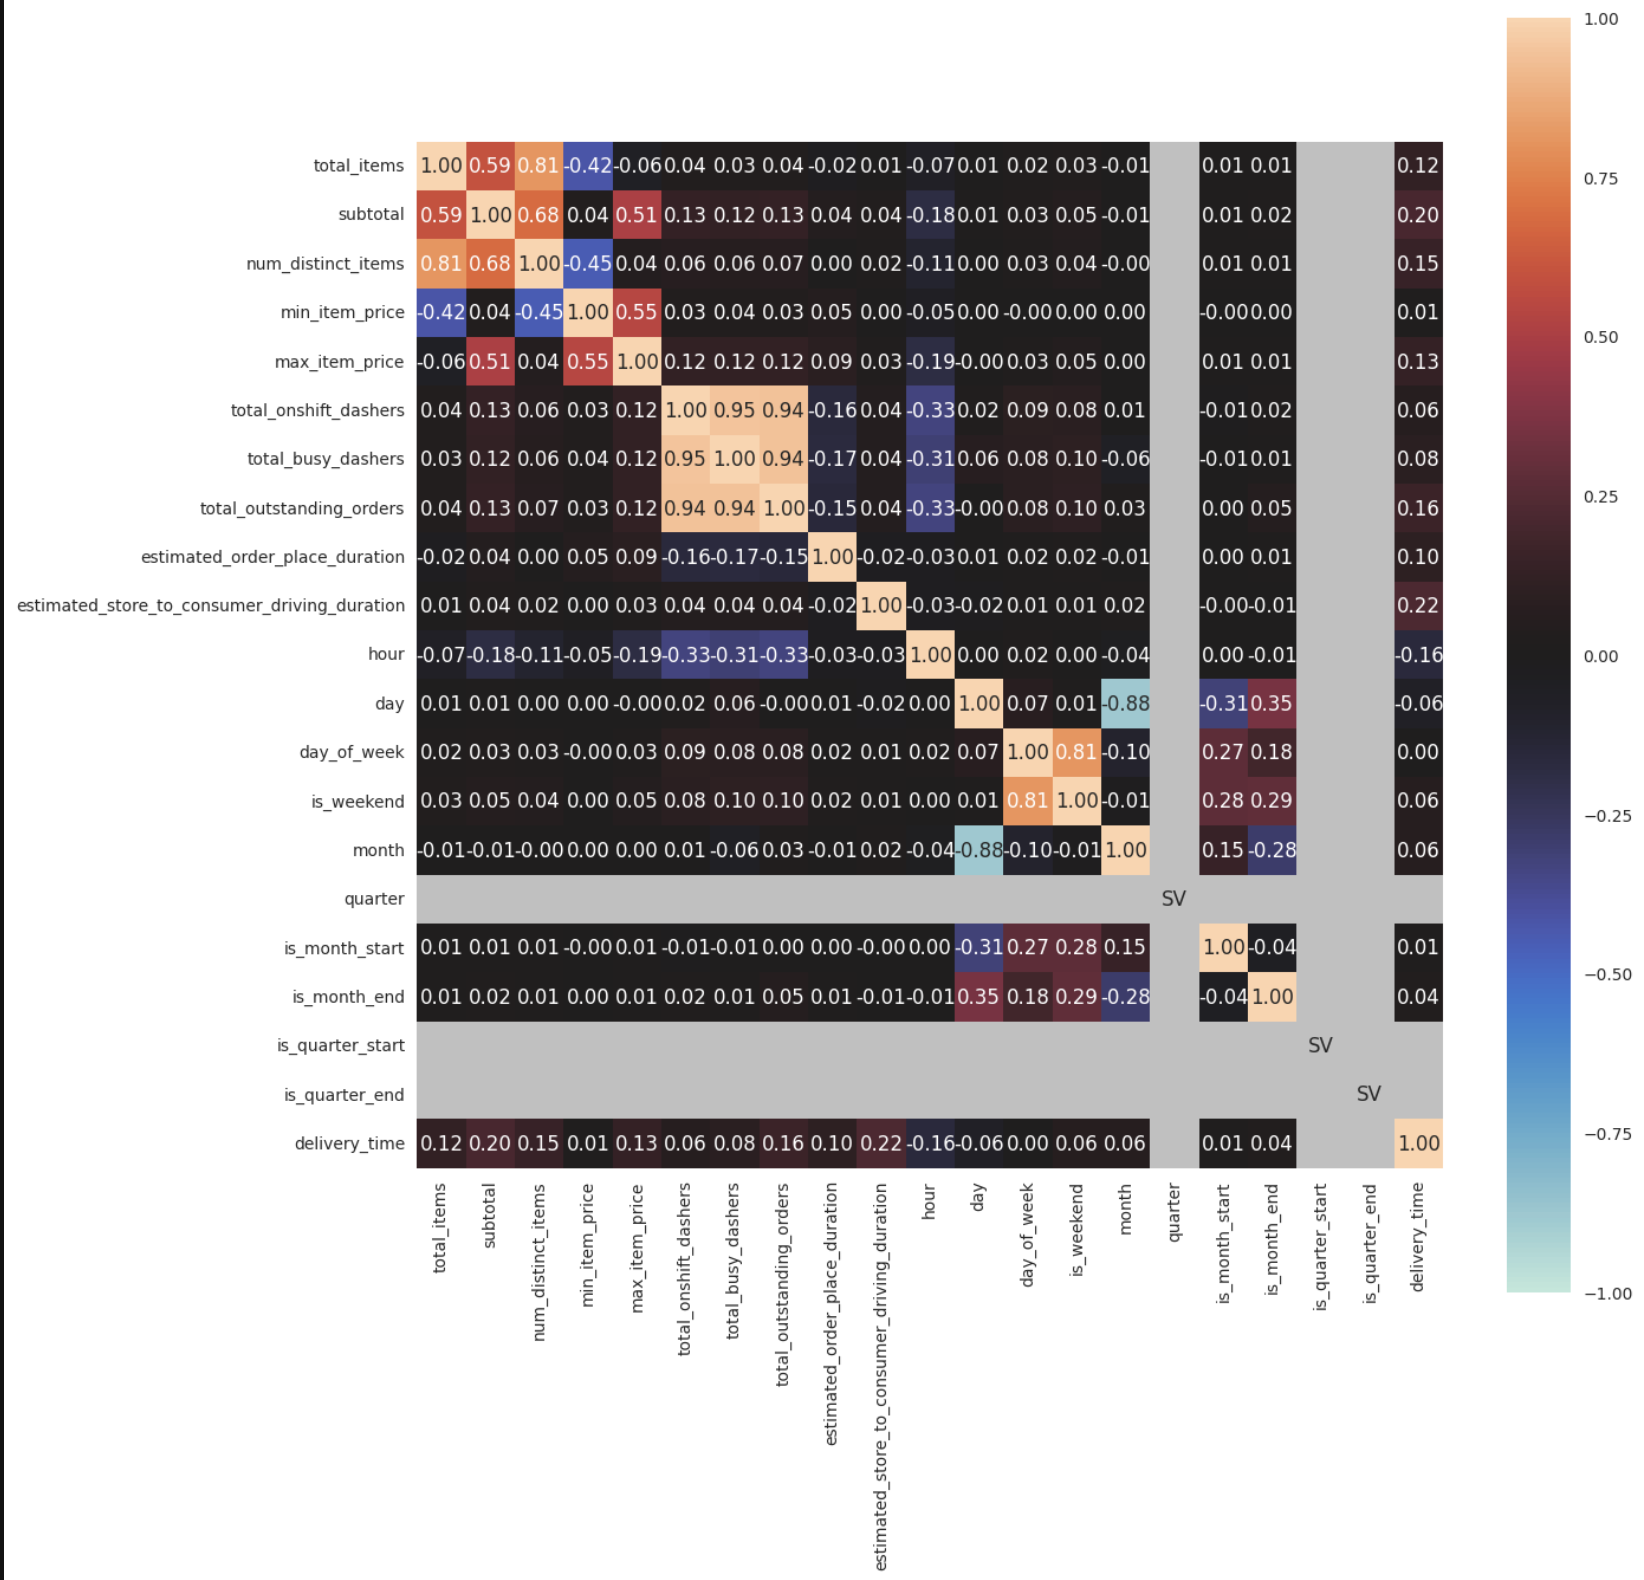 total_items 1.00 0.59 0.81 -0.42 -0.06 0.04 0.03 0.04 -0.02 0.01 -0.07 0.01 0.02 0.03 -0.01 0.01 0.01 0.12
subtotal 0.59 1.00 0.68 0.04 0.51 0.13 0.12 0.13 0.04 0.04 -0.18 0.01 0.03 0.05 -0.01 0.01 0.02 0.20
num_distinct_items 0.81 0.68 1.00 -0.45 0.04 0.06 0.06 0.07 0.00 0.02 -0.11 0.00 0.03 0.04 -0.00 0.01 0.01 0.15
min_item_price -0.42 0.04 -0.45 1.00 0.55 0.03 0.04 0.03 0.05 0.00 -0.05 0.00 -0.00 0.00 0.00 -0.00 0.00 0.01
max_item_price -0.06 0.51 0.04 0.55 1.00 0.12 0.12 0.12 0.09 0.03 -0.19 -0.00 0.03 0.05 0.00 0.01 0.01 0.13
total_onshift_dashers 0.04 0.13 0.06 0.03 0.12 1.00 0.95 0.94 -0.16 0.04 -0.33 0.02 0.09 0.08 0.01 -0.01 0.02 0.06
total_busy_dashers 0.03 0.12 0.06 0.04 0.12 0.95 1.00 0.94 -0.17 0.04 -0.31 0.06 0.08 0.10 -0.06 -0.01 0.01 0.08
total_outstanding_orders 0.04 0.13 0.07 0.03 0.12 0.94 0.94 1.00 -0.15 0.04 -0.33 -0.00 0.08 0.10 0.03 0.00 0.05 0.16
estimated_order_place_duration -0.02 0.04 0.00 0.05 0.09 -0.16 -0.17 -0.15 1.00 -0.02 -0.03 0.01 0.02 0.02 -0.01 0.00 0.01 0.10
estimated_store_to_consumer_driving_duration 0.01 0.04 0.02 0.00 0.03 0.04 0.04 0.04 -0.02 1.00 -0.03 -0.02 0.01 0.01 0.02 -0.00 -0.01 0.22
hour -0.07 -0.18 -0.11 -0.05 -0.19 -0.33 -0.31 -0.33 -0.03 -0.03 1.00 0.00 0.02 0.00 -0.04 0.00 -0.01 -0.16
day 0.01 0.01 0.00 0.00 -0.00 0.02 0.06 -0.00 0.01 -0.02 0.00 1.00 0.07 0.01 -0.88 -0.31 0.35 -0.06
day_of_week 0.02 0.03 0.03 -0.00 0.03 0.09 0.08 0.08 0.02 0.01 0.02 0.07 1.00 0.81 -0.10 0.27 0.18 0.00
is_weekend 0.03 0.05 0.04 0.00 0.05 0.08 0.10 0.10 0.02 0.01 0.00 0.01 0.81 1.00 -0.01 0.28 0.29 0.06
month -0.01 -0.01 -0.00 0.00 0.00 0.01 -0.06 0.03 -0.01 0.02 -0.04 -0.88 -0.10 -0.01 1.00 0.15 -0.28 0.06
quarter SV
is_month_start 0.01 0.01 0.01 -0.00 0.01 -0.01 -0.01 0.00 0.00 -0.00 0.00 -0.31 0.27 0.28 0.15 1.00 -0.04 0.01
is_month_end 0.01 0.02 0.01 0.00 0.01 0.02 0.01 0.05 0.01 -0.01 -0.01 0.35 0.18 0.29 -0.28 -0.04 1.00 0.04
is_quarter_start SV
is_quarter_end SV
delivery_time 0.12 0.20 0.15 0.01 0.13 0.06 0.08 0.16 0.10 0.22 -0.16 -0.06 0.00 0.06 0.06 0.01 0.04 1.00
total_items
subtotal
num_distinct_items
min_item_price
max_item_price
total_onshift_dashers
total_busy_dashers
total_outstanding_orders
estimated_order_place_duration
estimated_store_to_consumer_driving_duration
hour
day
day_of_week
is_weekend
month
quarter
is_month_start
is_month_end
is_quarter_start
is_quarter_end
delivery_time
1.00
0.75
0.50
0.25
0.00
−0.25
−0.50
−0.75
−1.00